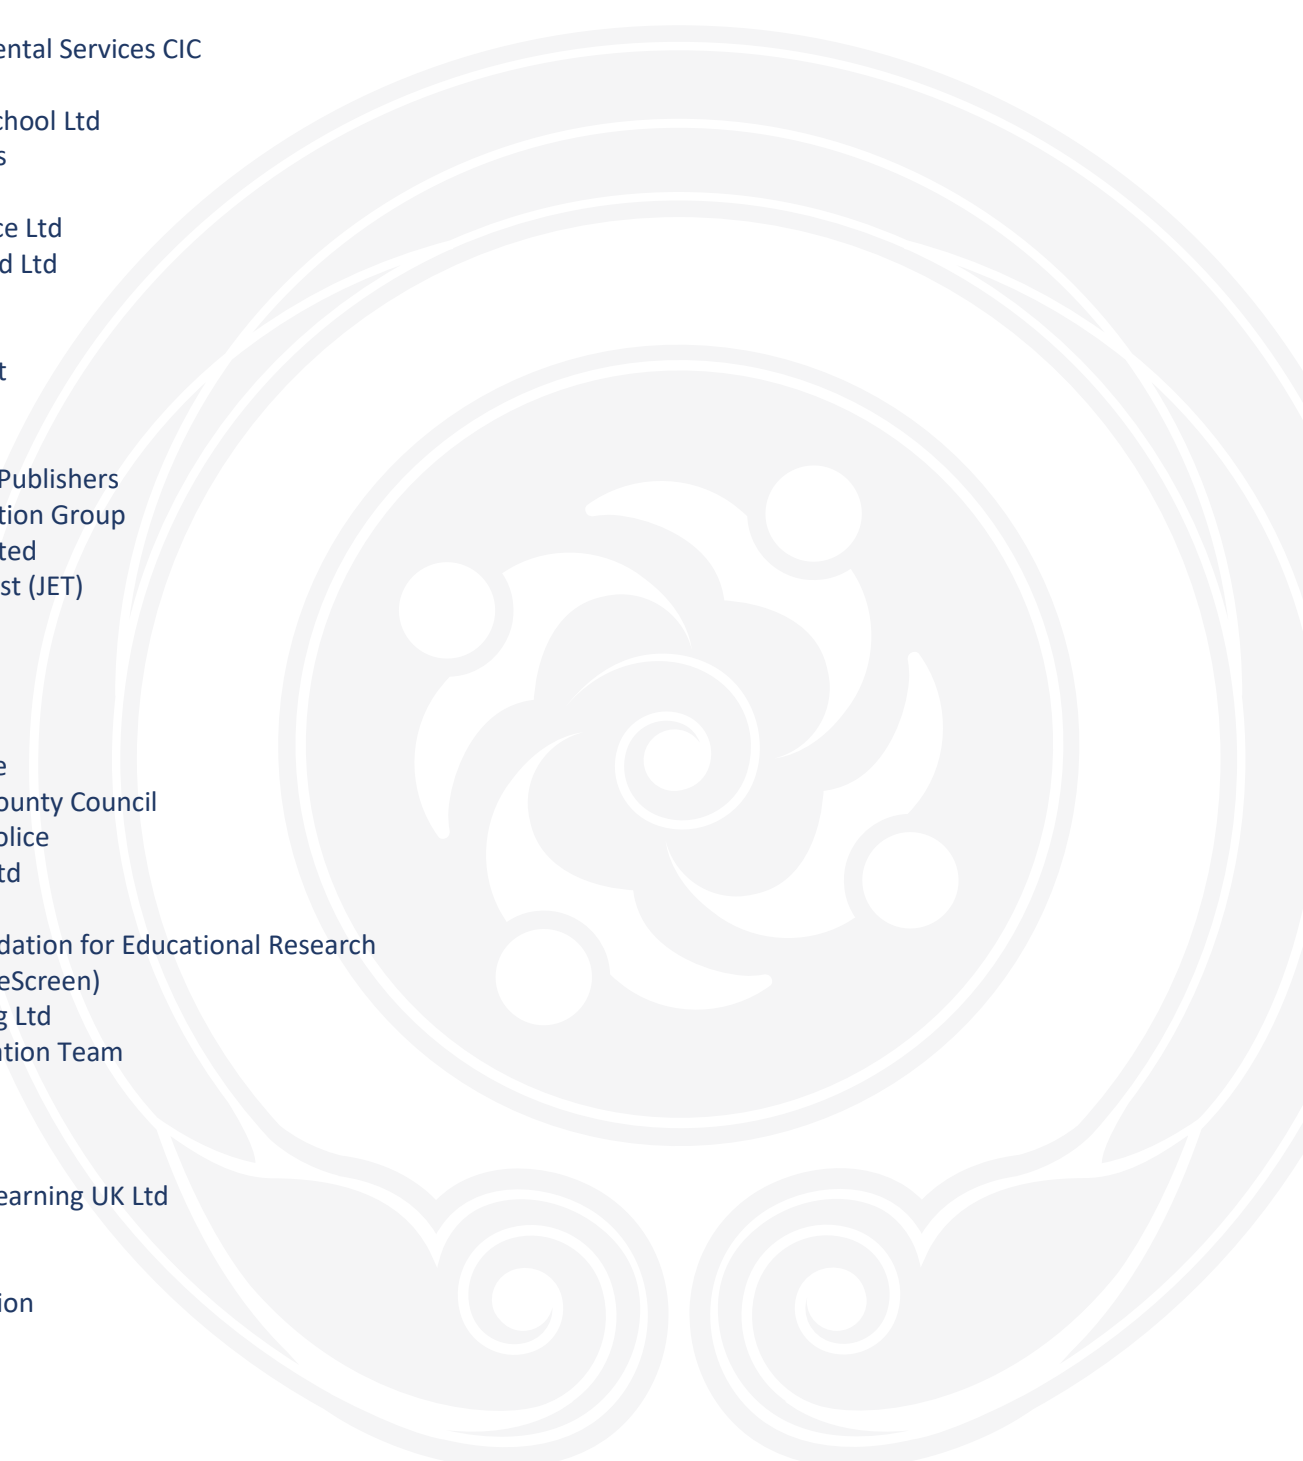 ental Services CIC
chool Ltd
s
ce Ltd
d Ltd
t
Publishers
tion Group
ted
st (JET)
e
ounty Council
olice
td
dation for Educational Research
eScreen)
g Ltd
ation Team
earning UK Ltd
ion